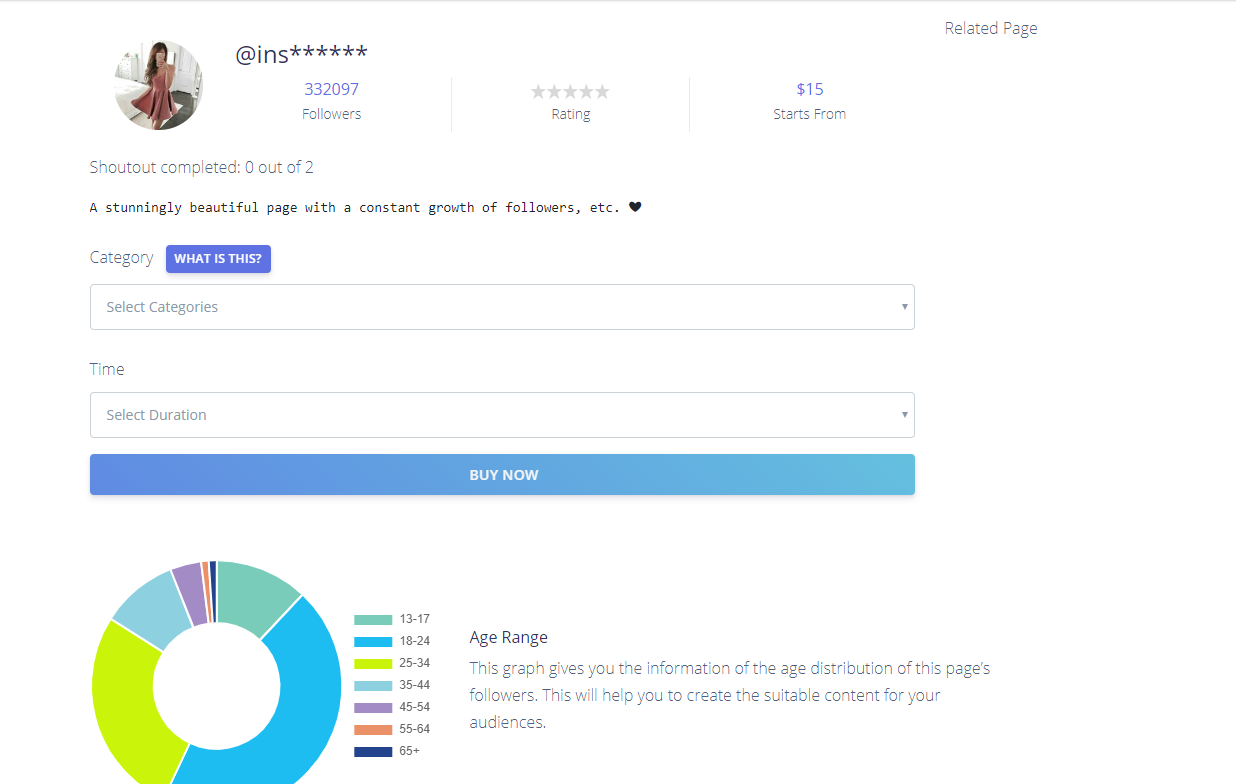 Related Page
@ins******
332097
Followers
Rating
$15
Starts From
Shoutout completed: 0 out of 2
A stunningly beautiful page with a constant growth of followers, etc. ♥
Category
WHAT IS THIS?
Select Categories
Time
Select Duration
BUY NOW
13-17
18-24
25-34
35-44
45-54
55-64
65+
Age Range
This graph gives you the information of the age distribution of this page's
followers. This will help you to create the suitable content for your
audiences.